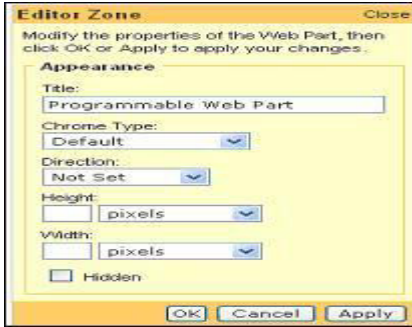 Editor Zone Close
Modify the properties of the Web Part, then
click OK or Apply to apply your changes.
Appearance
Title:
Programmable Web Part
Chrome Type:
Default
Direction:
Not Set
Height:
pixels
Width:
pixels
Hidden
OK Cancel Apply